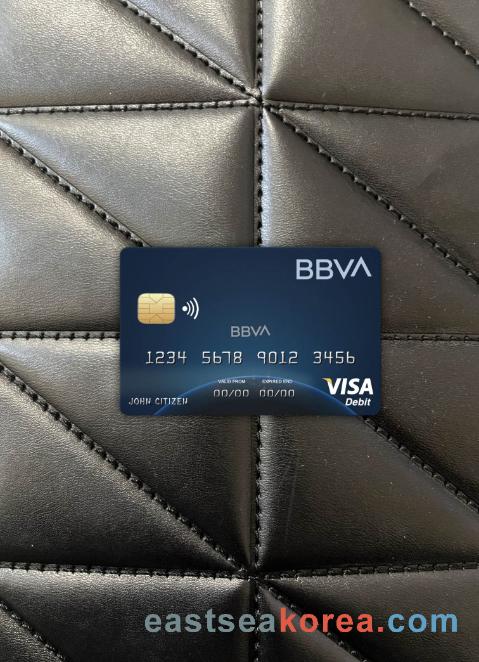 BBVA
BBVA
1234 5678 9012 3456
VALID FROM EXPIRED END
00/00 00/00
JOHN CITIZEN
VISA
Debit
eastseakorea.com